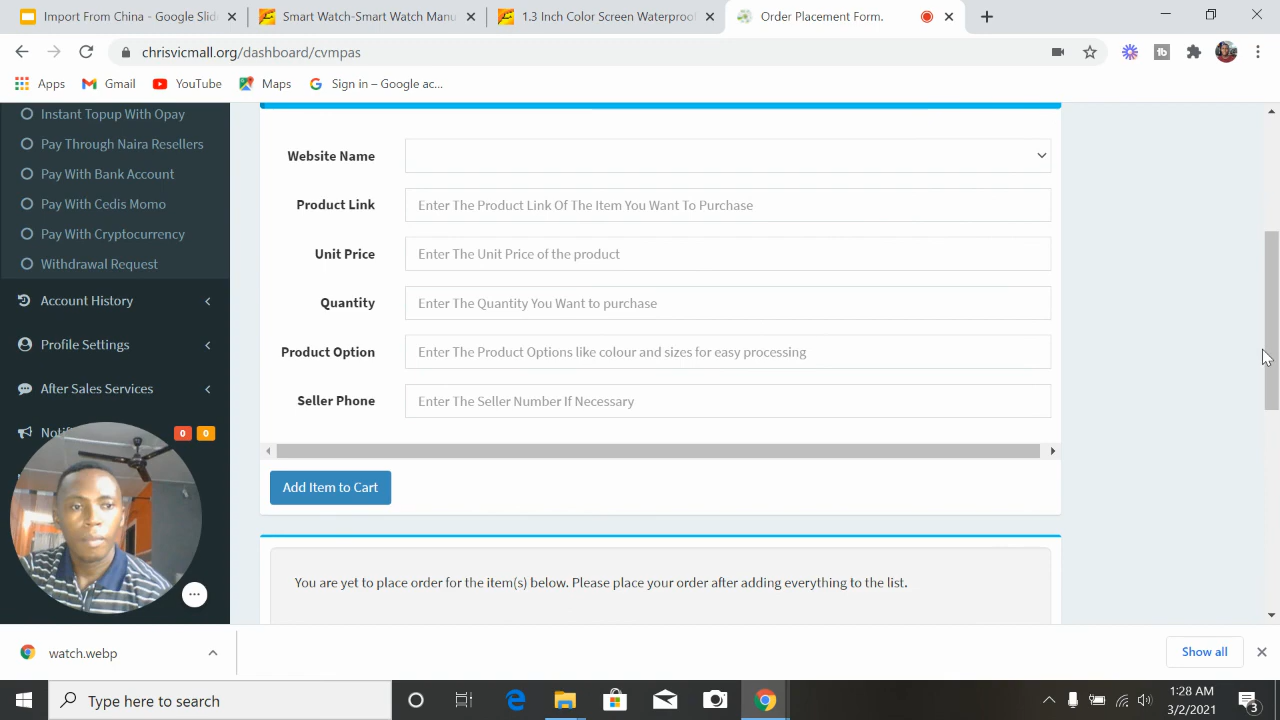 Import From China - Google Slid
Smart Watch-Smart Watch Manu
1.3 Inch Color Screen Waterproof
Order Placement Form.
chrisvicmall.org/dashboard/cvmpas
Apps
Gmail
YouTube
Maps
Sign in – Google ac...
Instant Topup With Opay
Pay Through Naira Resellers
Pay With Bank Account
Pay With Cedis Momo
Pay With Cryptocurrency
Withdrawal Request
Account History
Profile Settings
After Sales Services
0 0
Website Name
Product Link
Enter The Product Link Of The Item You Want To Purchase
Unit Price
Enter The Unit Price of the product
Quantity
Enter The Quantity You Want to purchase
Product Option
Enter The Product Options like colour and sizes for easy processing
Seller Phone
Enter The Seller Number If Necessary
Add Item to Cart
You are yet to place order for the item(s) below. Please place your order after adding everything to the list.
watch.webp
Show all
Type here to search
1:28 AM
3/2/2021
3